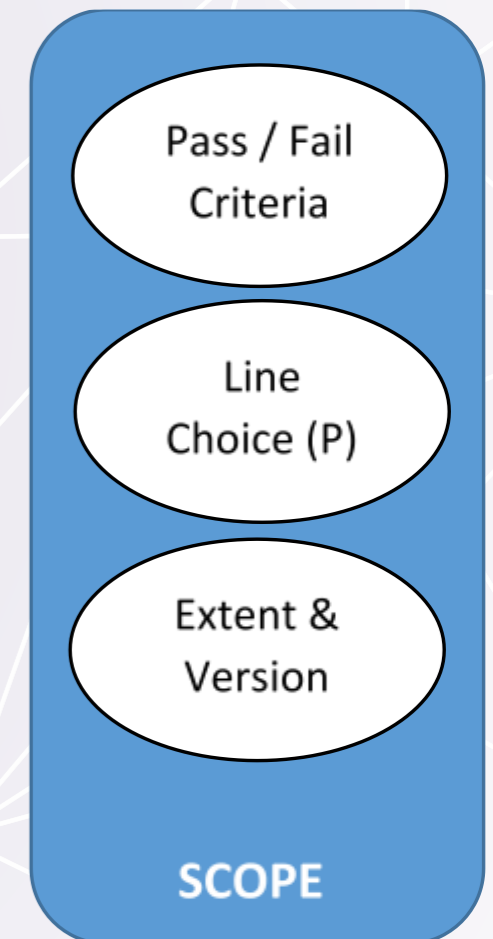 Pass / Fail
Criteria
Line
Choice (P)
Extent &
Version
SCOPE